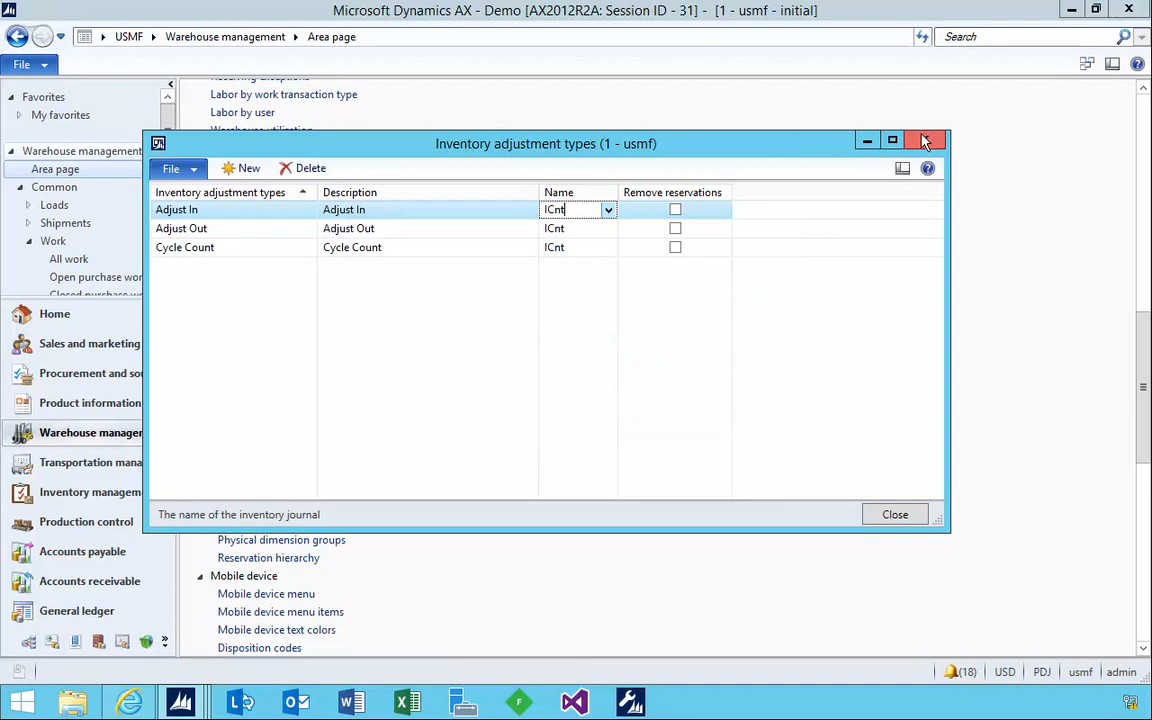 Microsoft Dynamics AX - Demo [AX2012R2A: Session ID - 31] - [1 - usmf - initial]
USMF Warehouse management Area page
Search
File
Labor by work transaction type
Labor by user
Favorites
My favorites
Warehouse management
Area page
Common
Loads
Shipments
Work
All work
Open purchase wor
Home
Sales and marketing
Procurement and sou
Product information
Warehouse manager
Transportation mana
Inventory managem
Production control
Accounts payable
Accounts receivable
General ledger
Inventory adjustment types (1 - usmf)
File New Delete
Inventory adjustment types Description Name Remove reservations
Adjust In Adjust In ICnt
Adjust Out Adjust Out ICnt
Cycle Count Cycle Count ICnt
The name of the inventory journal
Close
Physical dimension groups
Reservation hierarchy
Mobile device
Mobile device menu
Mobile device menu items
Mobile device text colors
Disposition codes
(18) USD PDJ usmf admin